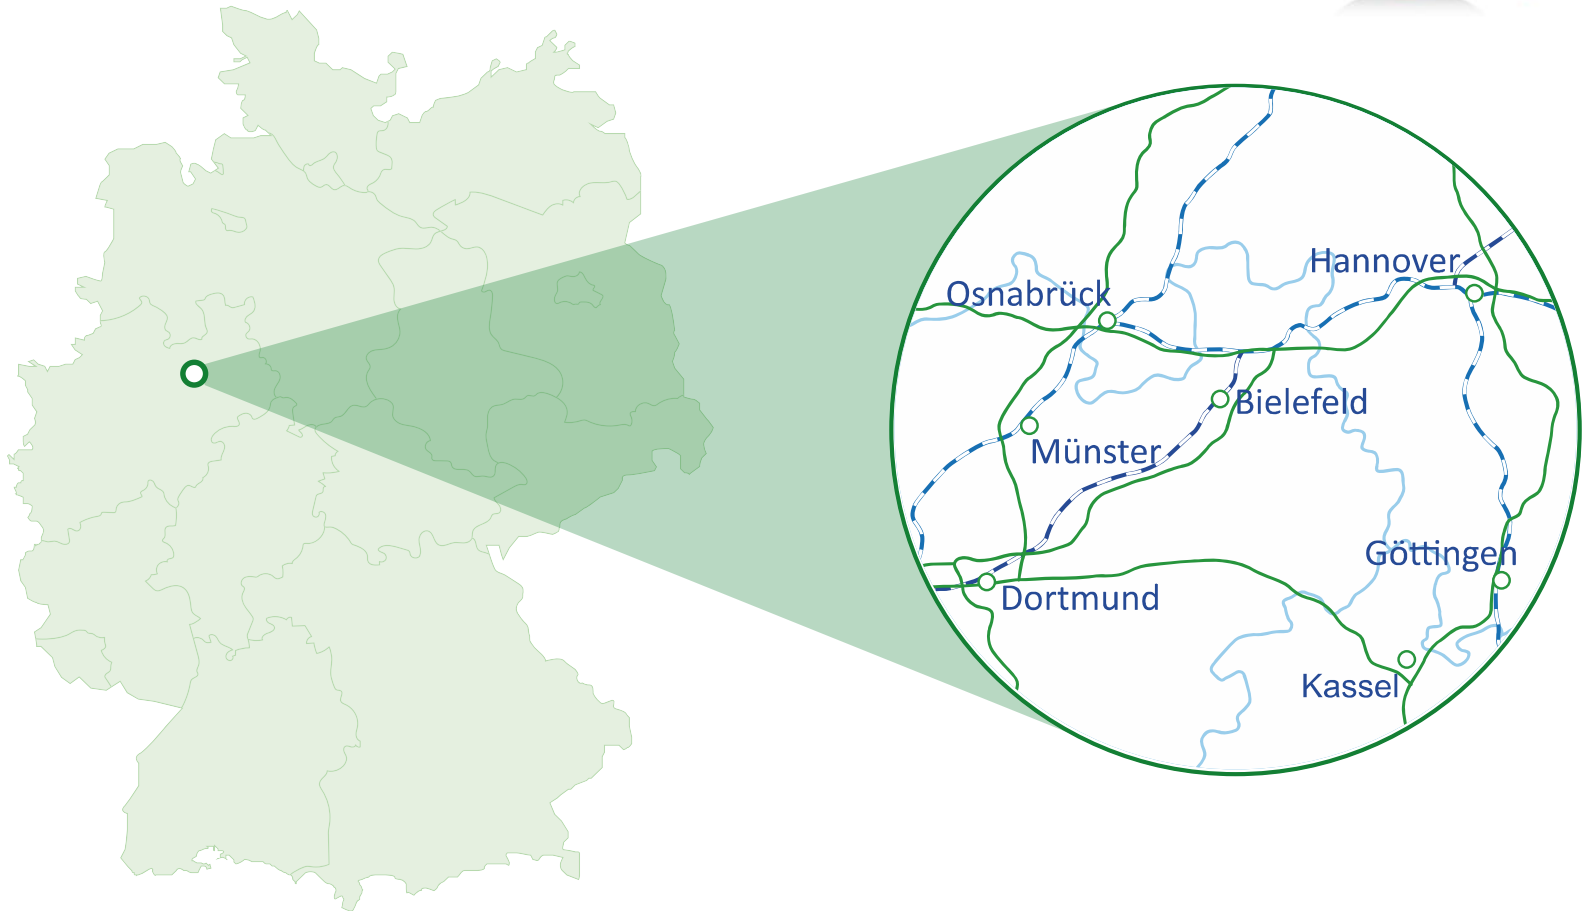 Hannover
Osnabrück
Bielefeld
Münster
Göttingen
Dortmund
Kassel